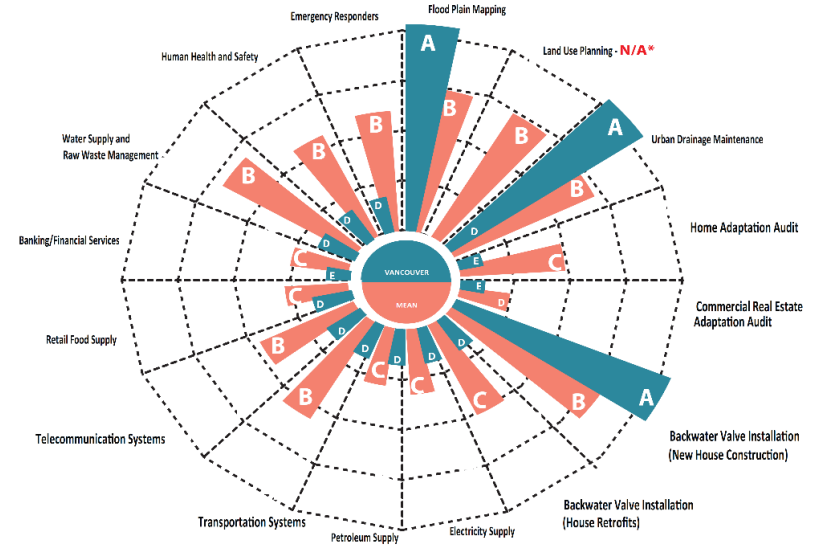 Flood Plain Mapping
Emergency Responders
Land Use Planning - N/A*
Human Health and Safety
Urban Drainage Maintenance
Water Supply and
Raw Waste Management
Home Adaptation Audit
Banking/Financial Services
Commercial Real Estate
Adaptation Audit
Retail Food Supply
Telecommunication Systems
Backwater Valve Installation
(New House Construction)
Transportation Systems
Backwater Valve Installation
(House Retrofits)
Petroleum Supply
Electricity Supply
VANCOUVER
MEAN
A
B
B
A
D
B
E
C
E
D
A
B
D
C
D
C
D
C
D
B
D
B
D
C
E
C
D
B
D
B
D
B